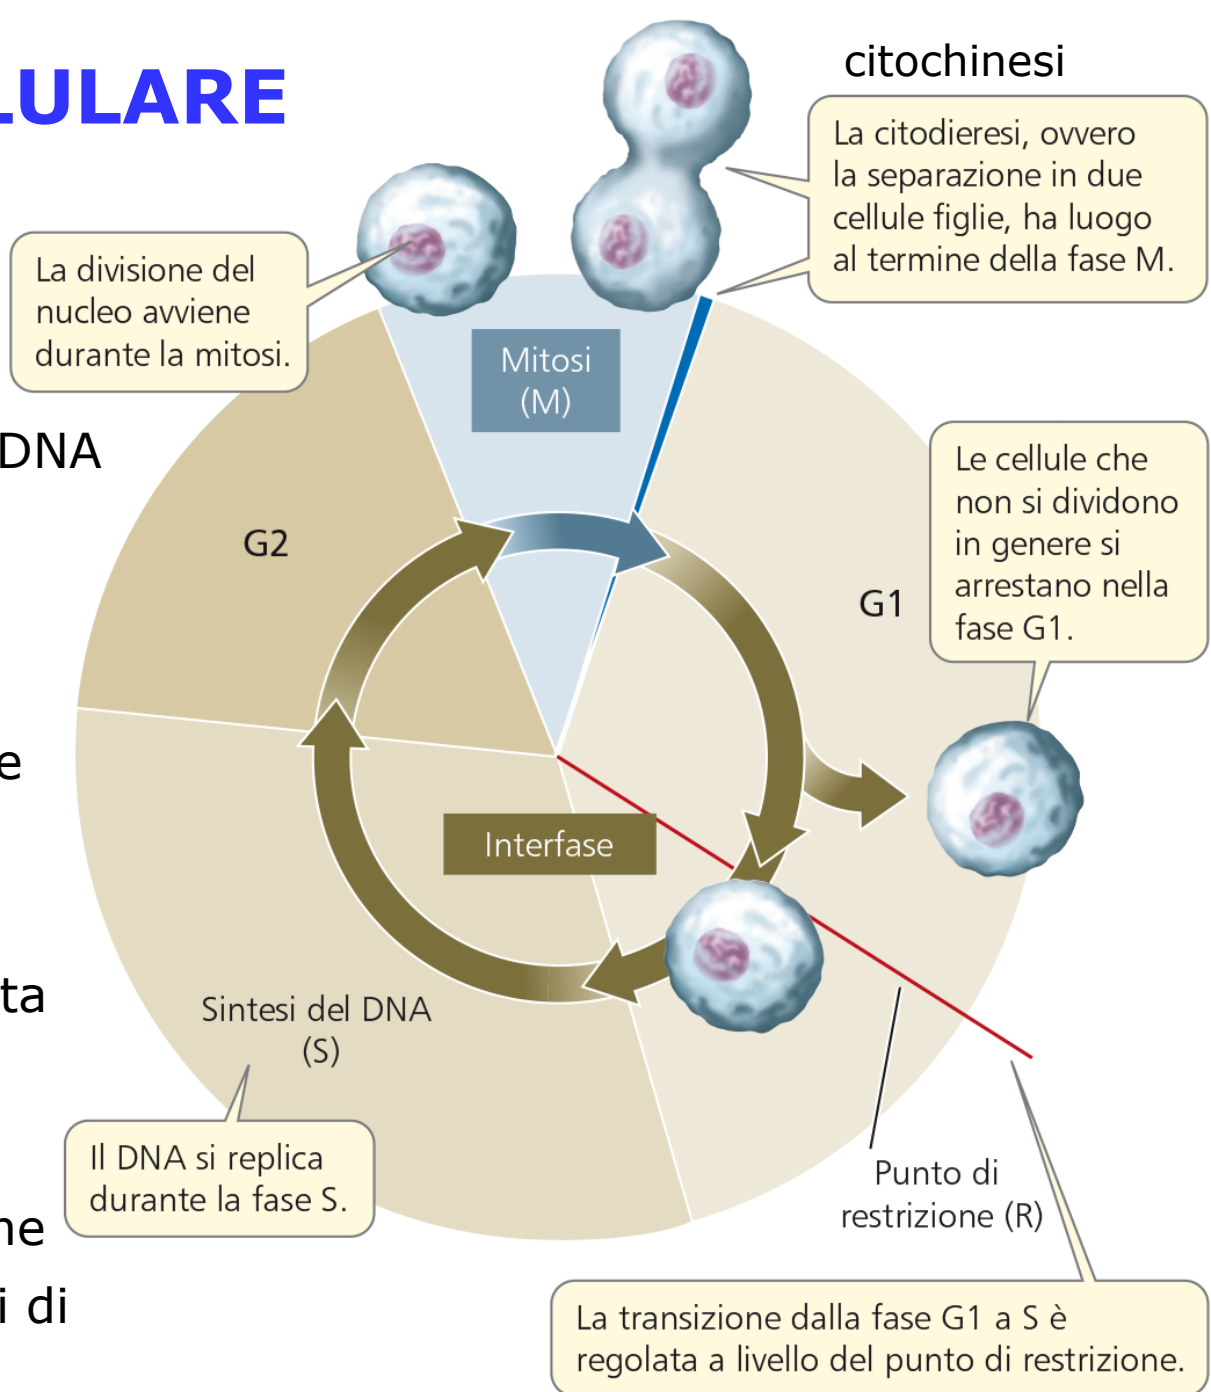 LULARE
citochinesi
La citodieresi, ovvero
la separazione in due
cellule figlie, ha luogo
al termine della fase M.
La divisione del
nucleo avviene
durante la mitosi.
Mitosi
(M)
DNA
G2
Le cellule che
non si dividono
in genere si
arrestano nella
fase G1.
G1
e
Interfase
ta
Sintesi del DNA
(S)
Il DNA si replica
durante la fase S.
Punto di
restrizione (R)
ne
i di
La transizione dalla fase G1 a S è
regolata a livello del punto di restrizione.